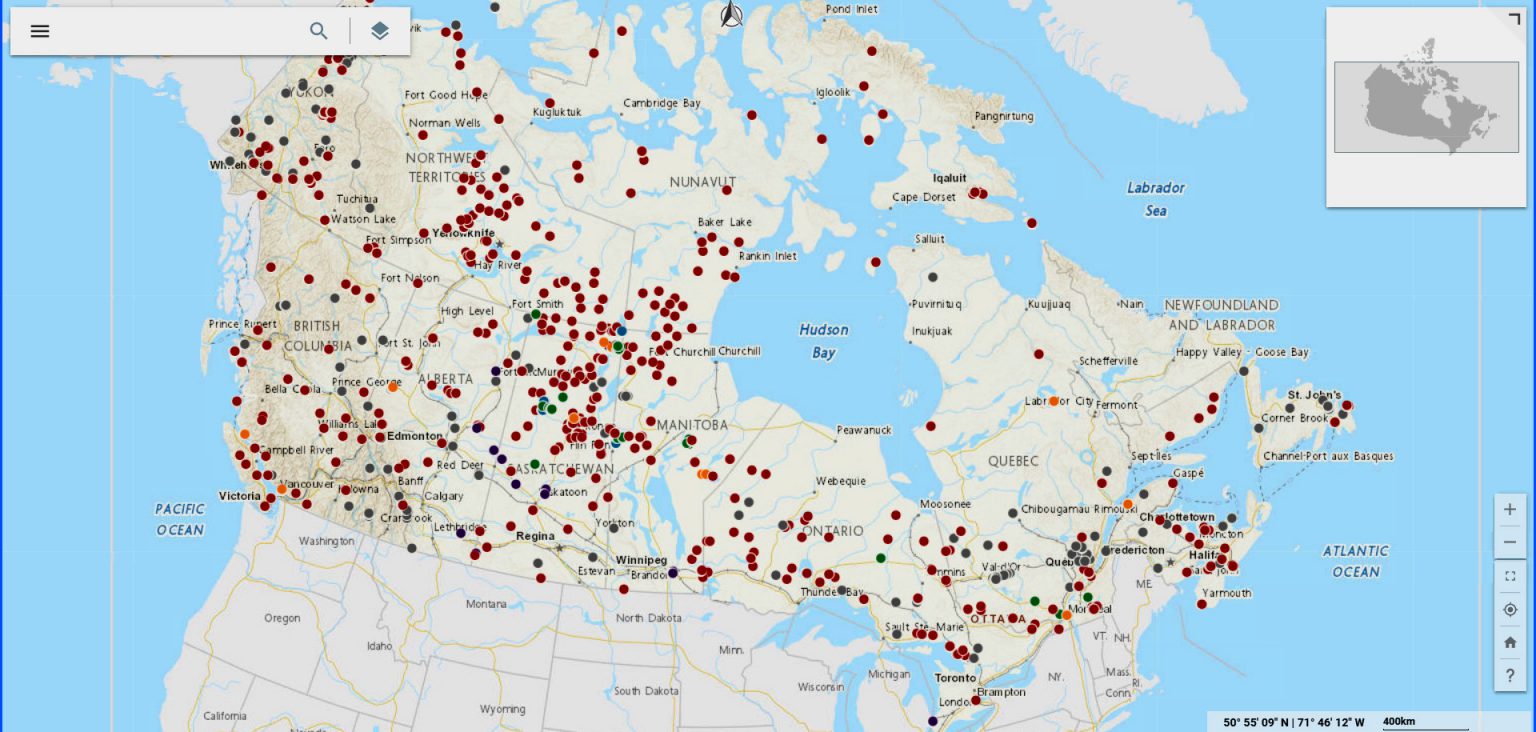 Pond Inlet
vik
YUKON
Fort Good Hope
Cambridge Bay
Igloolik
Kugluktuk
Norman Wells
Pangnirtung
Faro
NORTHWEST
TERRITORIES
NUNAVUT
Iqaluit
Cape Dorset
Labrador
Sea
Tuchitua
Watson Lake
Baker Lake
Yellowknife
Fort Simpson
Salluit
Rankin Inlet
Hay River
Fort Nelson
Fort Smith
High Level
Puvirnituq
Kuujjuaq
Nain
NEWFOUNDLAND
AND LABRADOR
Prince Rupert
BRITISH
COLUMBIA
Hudson
Bay
Inukjuak
Fort St. John
Churchill
Churchill
Happy Valley - Goose Bay
Schefferville
ALBERTA
Prince George
Bella Coola
Labrador City
Fermont
St. John's
Corner Brook
Williams Lake
MANITOBA
Peawanuck
Edmonton
Flin Flon
Campbell River
Red Deer
SASKATCHEWAN
QUEBEC
Sept-Îles
Channel-Port aux Basques
Gaspé
Vancouver
Kelowna
Banff
Webequie
Victoria
Calgary
Saskatoon
PACIFIC
OCEAN
Moosonee
Chibougamau
Rimouski
Cranbrook
Charlottetown
Lethbridge
Yorkton
ONTARIO
Moncton
Washington
Regina
Fredericton
Halifax
ATLANTIC
OCEAN
Winnipeg
Val-d'Or
Québec
Estevan
Brandon
Timmins
Saint John
ME.
Thunder Bay
Yarmouth
Montana
Montréal
Oregon
North Dakota
OTTAWA
Sault Ste-Marie
VT.
NH.
Idaho
Minn.
Michigan
Toronto
NY.
Mass.
RI.
Conn.
South Dakota
Wisconsin
Brampton
London
Wyoming
California
Nevada
50° 55' 09" N | 71° 46' 12" W
400km